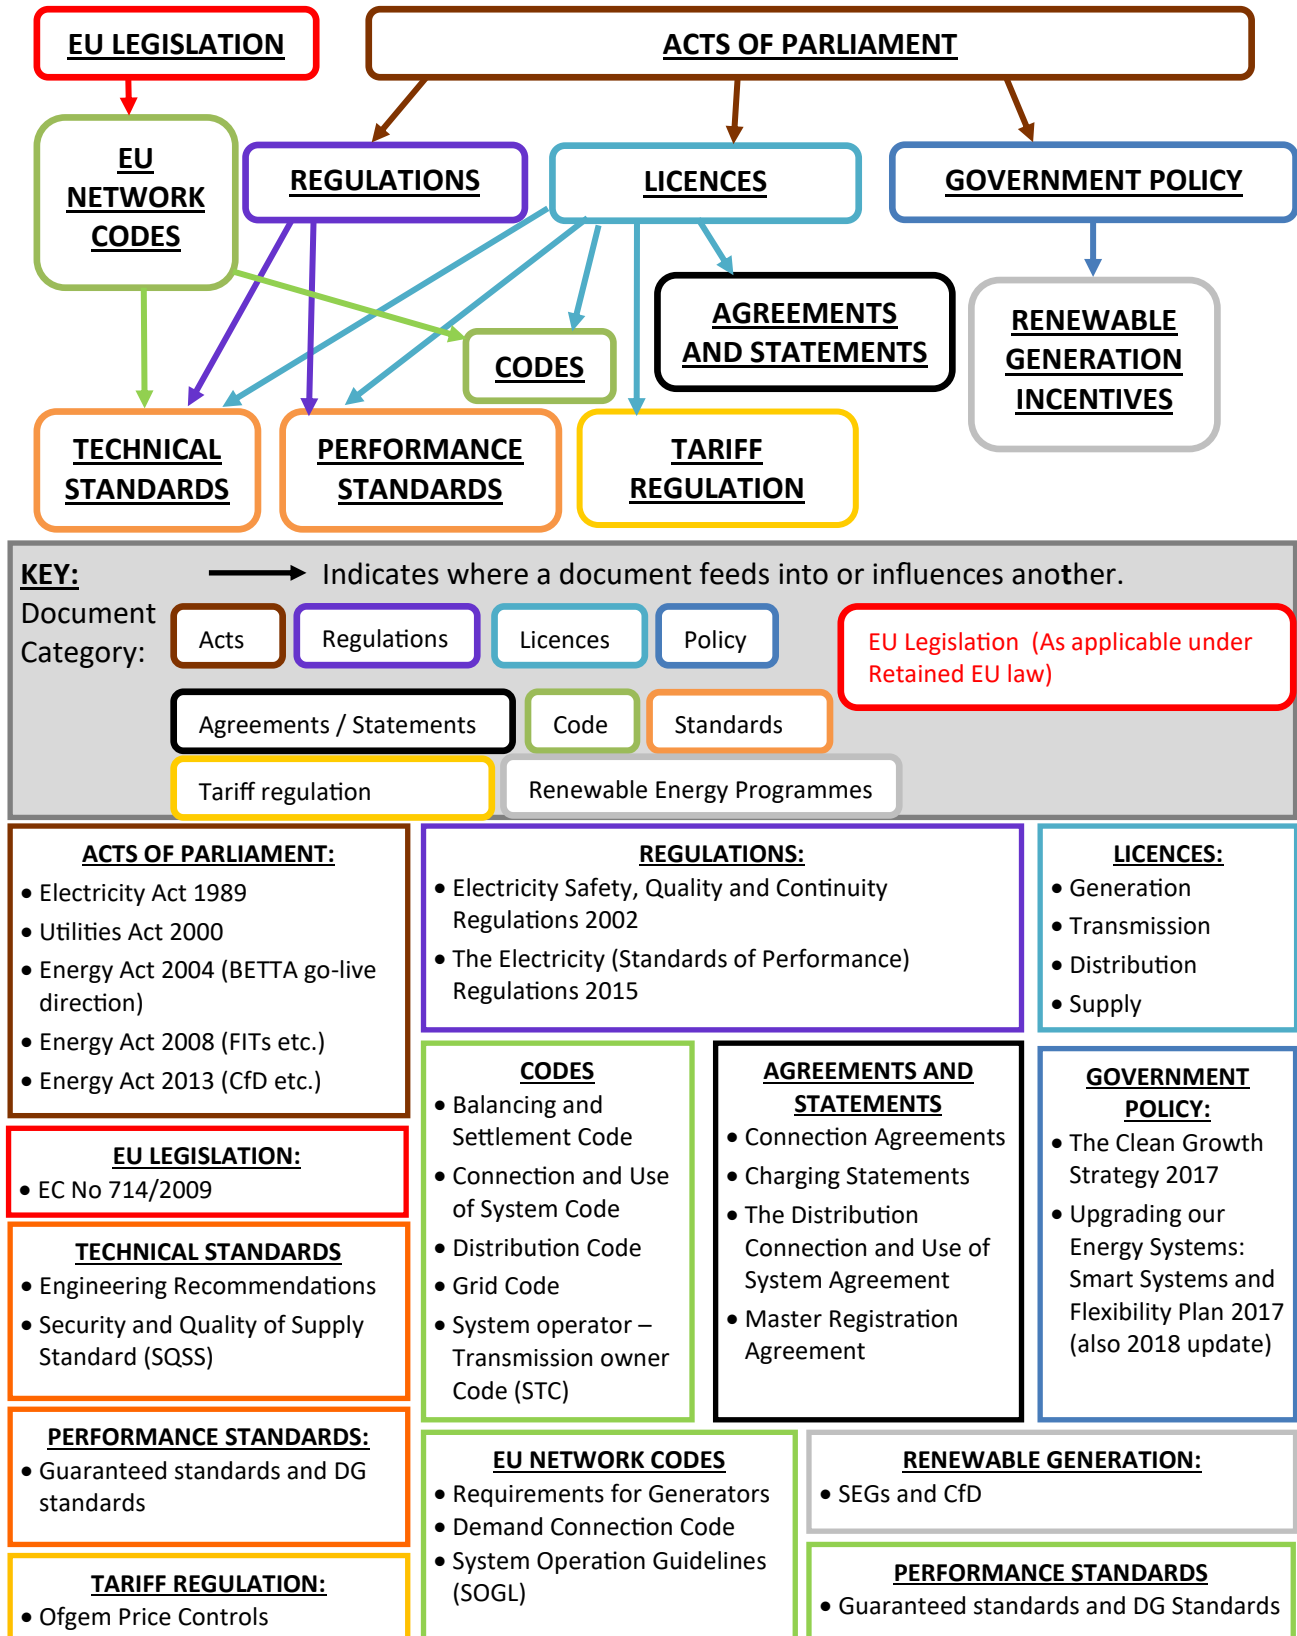 EU LEGISLATION
ACTS OF PARLIAMENT
EU
NETWORK
CODES
REGULATIONS
LICENCES
GOVERNMENT POLICY
AGREEMENTS
AND STATEMENTS
RENEWABLE
GENERATION
INCENTIVES
CODES
TECHNICAL
STANDARDS
PERFORMANCE
STANDARDS
TARIFF
REGULATION
KEY:
Indicates where a document feeds into or influences another.
Document
Category:
Acts
Regulations
Licences
Policy
EU Legislation (As applicable under
Retained EU law)
Agreements / Statements
Code
Standards
Tariff regulation
Renewable Energy Programmes
ACTS OF PARLIAMENT:
• Electricity Act 1989
• Utilities Act 2000
• Energy Act 2004 (BETTA go-live
direction)
• Energy Act 2008 (FITs etc.)
• Energy Act 2013 (CfD etc.)
REGULATIONS:
• Electricity Safety, Quality and Continuity
Regulations 2002
• The Electricity (Standards of Performance)
Regulations 2015
LICENCES:
• Generation
• Transmission
• Distribution
• Supply
EU LEGISLATION:
• EC No 714/2009
CODES
• Balancing and
Settlement Code
• Connection and Use
of System Code
• Distribution Code
• Grid Code
• System operator –
Transmission owner
Code (STC)
AGREEMENTS AND
STATEMENTS
• Connection Agreements
• Charging Statements
• The Distribution
Connection and Use of
System Agreement
• Master Registration
Agreement
GOVERNMENT
POLICY:
• The Clean Growth
Strategy 2017
• Upgrading our
Energy Systems:
Smart Systems and
Flexibility Plan 2017
(also 2018 update)
TECHNICAL STANDARDS
• Engineering Recommendations
• Security and Quality of Supply
Standard (SQSS)
PERFORMANCE STANDARDS:
• Guaranteed standards and DG
standards
EU NETWORK CODES
• Requirements for Generators
• Demand Connection Code
• System Operation Guidelines
(SOGL)
RENEWABLE GENERATION:
• SEGs and CfD
TARIFF REGULATION:
• Ofgem Price Controls
PERFORMANCE STANDARDS
• Guaranteed standards and DG Standards